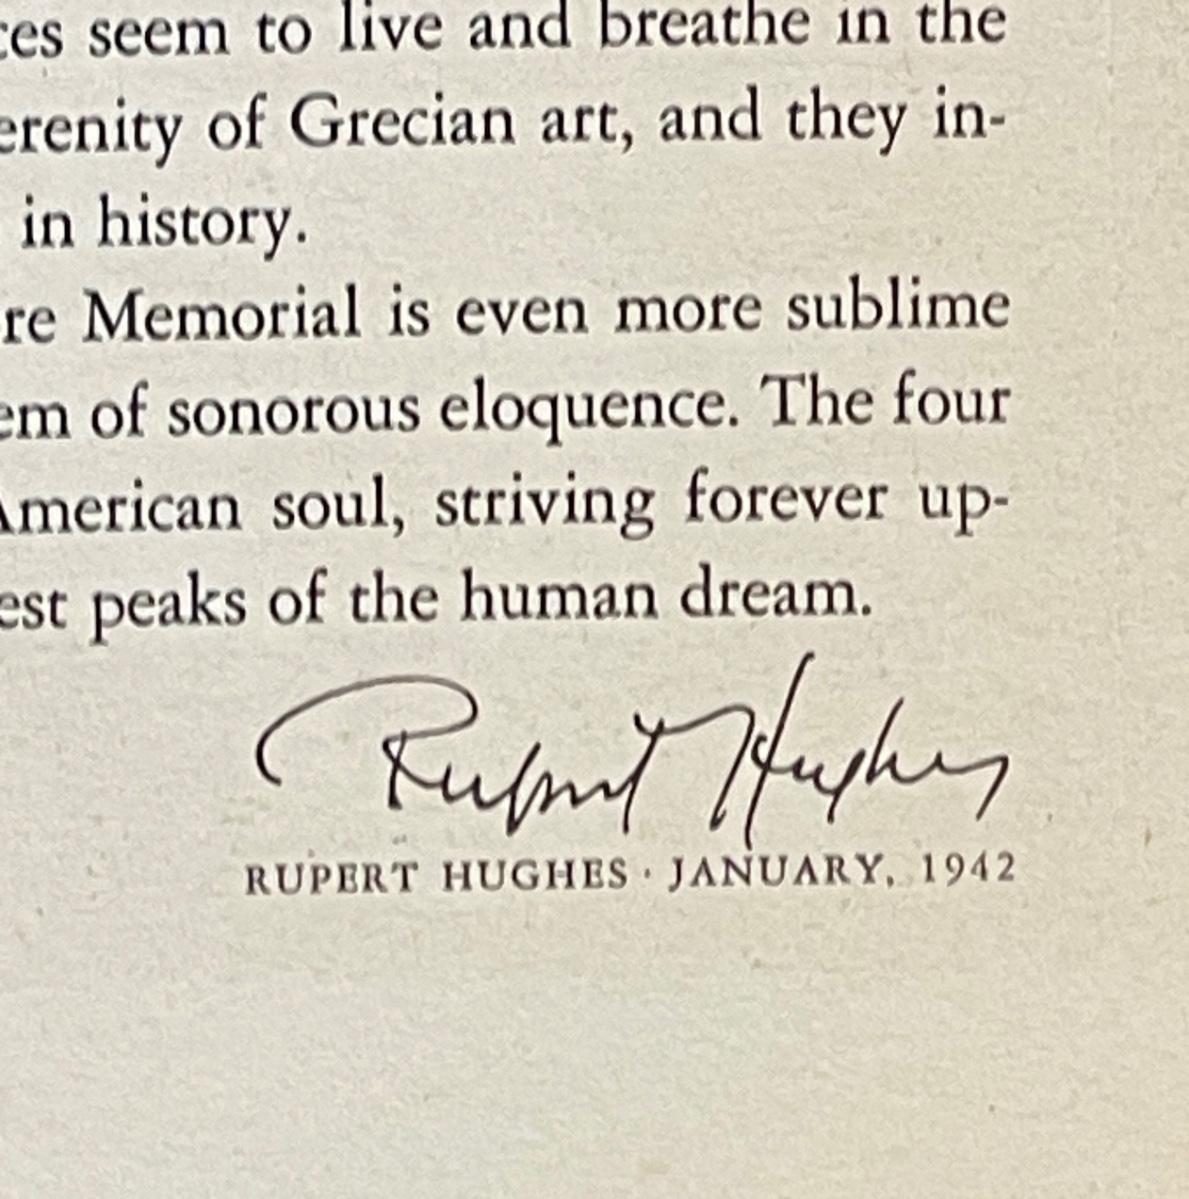 ces seem to live and breathe in the
erenity of Grecian art, and they in-
in history.
re Memorial is even more sublime
em of sonorous eloquence. The four
American soul, striving forever up-
est peaks of the human dream.
Rupert Hughes
RUPERT HUGHES · JANUARY, 1942